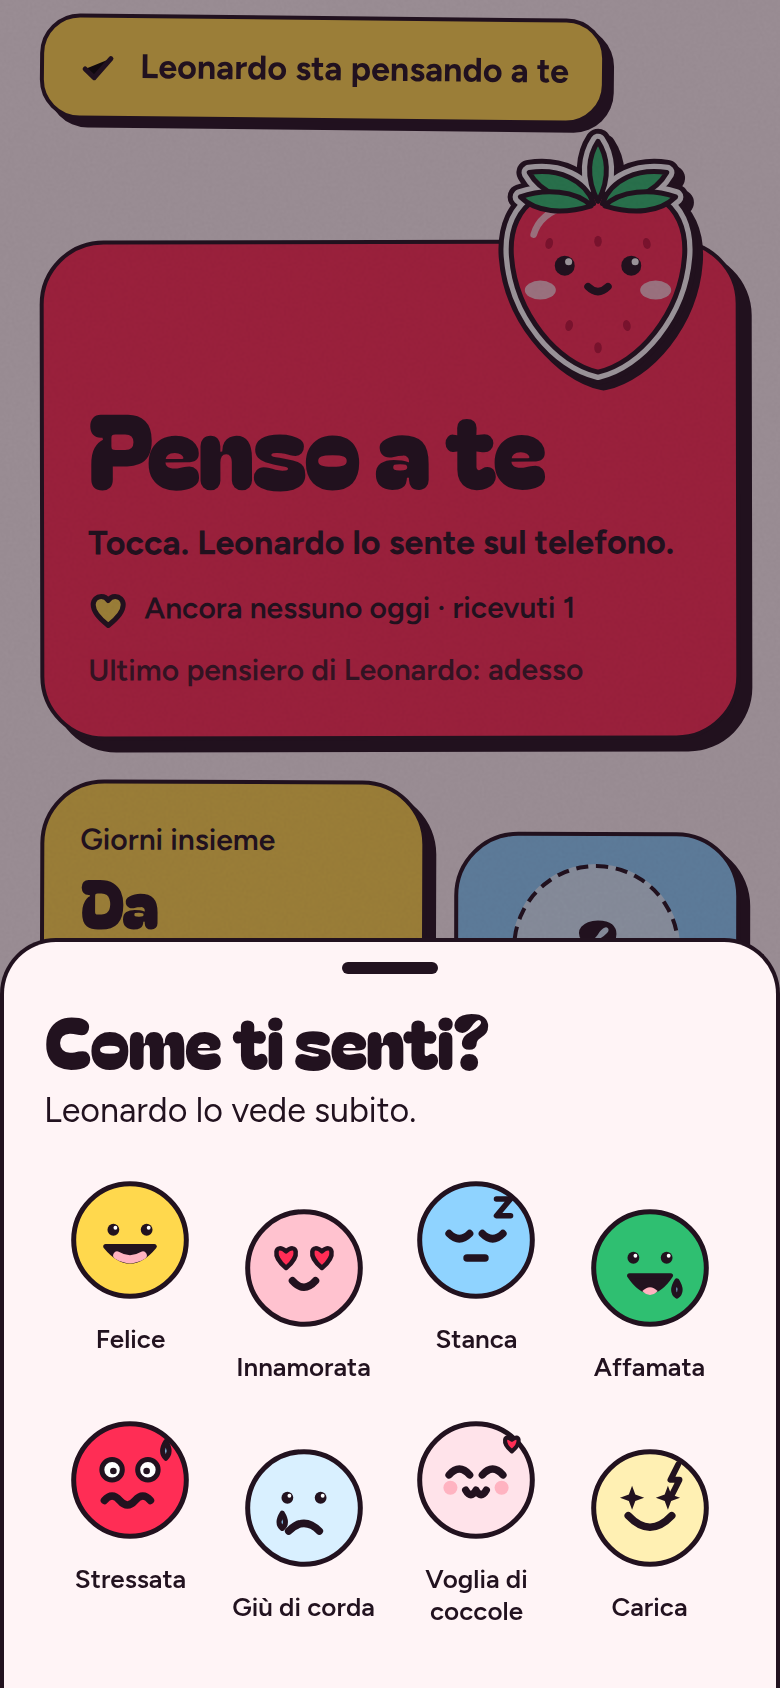 Leonardo sta pensando a te
Penso a te
Tocca. Leonardo lo sente sul telefono.
Ancora nessuno oggi · ricevuti 1
Ultimo pensiero di Leonardo: adesso
Giorni insieme
Da
Come ti senti?
Leonardo lo vede subito.
Felice
Innamorata
Stanca
Affamata
Stressata
Giù di corda
Voglia di
coccole
Carica